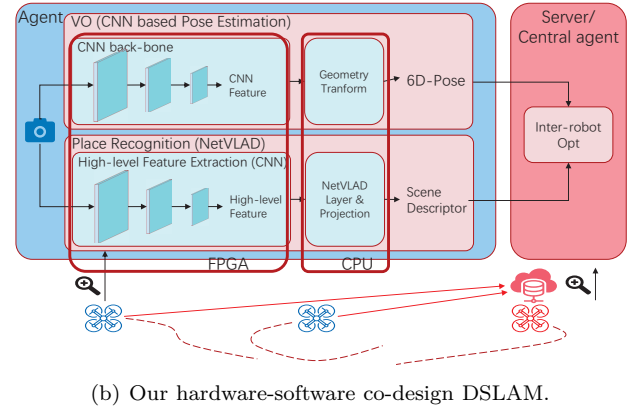 Agent
VO (CNN based Pose Estimation)
CNN back-bone
CNN
Feature
Geometry
Tranform
6D-Pose
Server/
Central agent
Inter-robot
Opt
Place Recognition (NetVLAD)
High-level Feature Extraction (CNN)
High-level
Feature
NetVLAD
Layer &
Projection
Scene
Descriptor
FPGA
CPU
(b) Our hardware-software co-design DSLAM.